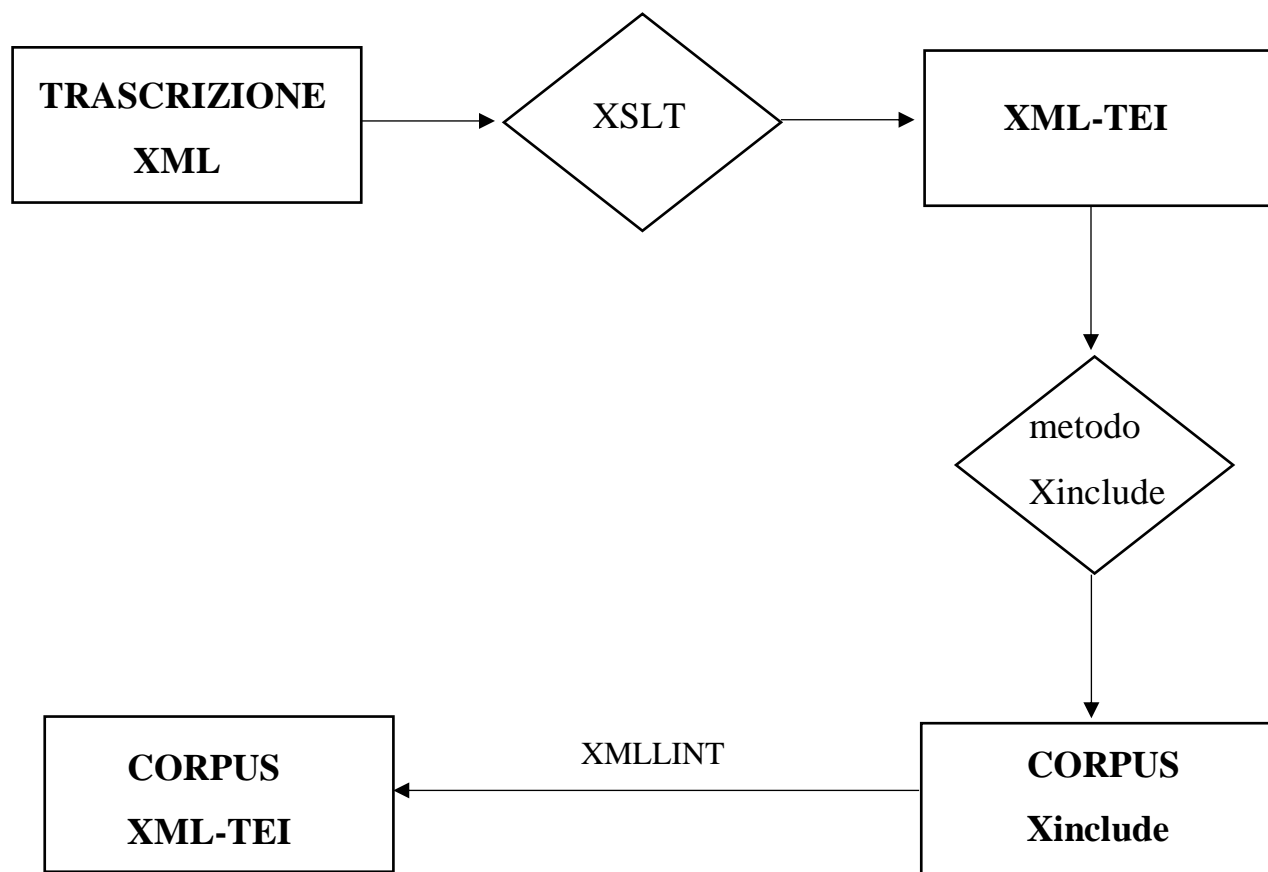 TRASCRIZIONE
XML
XSLT
XML-TEI
metodo
Xinclude
CORPUS
Xinclude
XMLLINT
CORPUS
XML-TEI